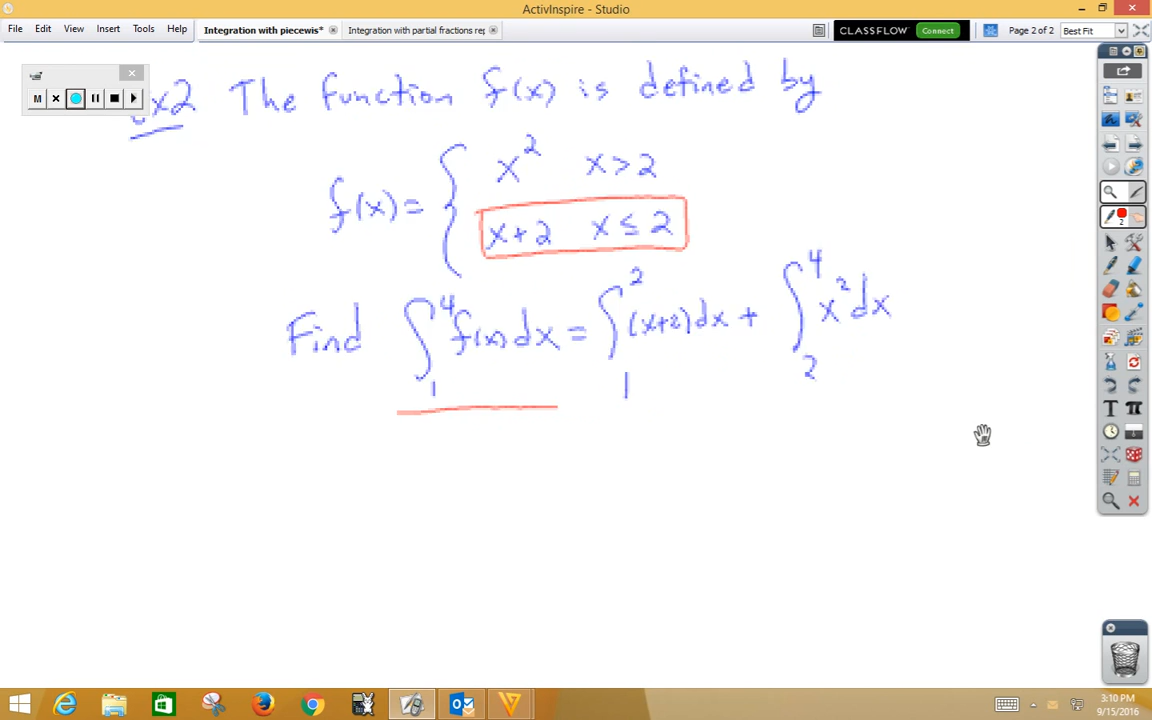 ActivInspire - Studio
File Edit View Insert Tools Help
Integration with piecewis* Integration with partial fractions rep
CLASSFLOW Connect
Page 2 of 2 Best Fit
M
x2 The function f(x) is defined by
f(x) = { x² x > 2
x+2 x ≤ 2
Find ∫₁⁴ f(x) dx = ∫₁² (x+2) dx + ∫₂⁴ x² dx
2
3:10 PM
9/15/2016